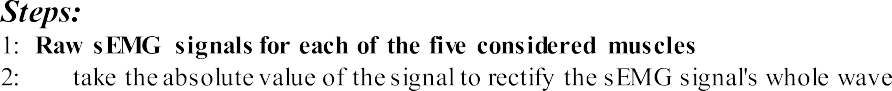 Steps:
1: Raw sEMG signals for each of the five considered muscles
2: take the absolute value of the signal to rectify the sEMG signal's whole wave